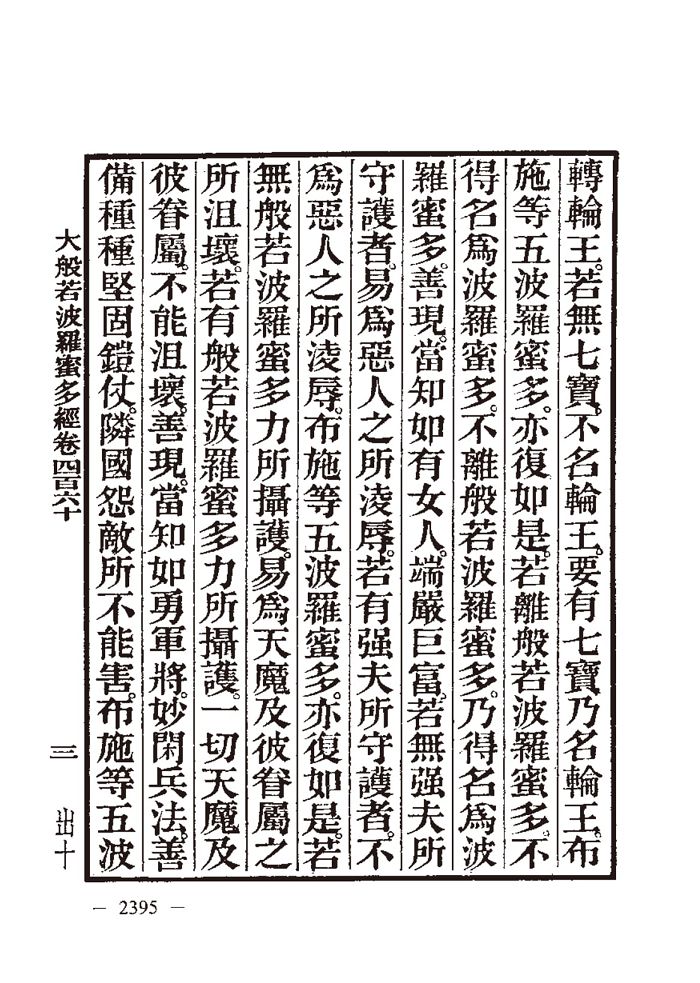 轉輪王。若無七寶。不名輪王。要有七寶乃名輪王。布
施等五波羅蜜多。亦復如是。若離般若波羅蜜多。不
得名爲波羅蜜多。不離般若波羅蜜多。乃得名爲波
羅蜜多。善現。當知如有女人。端嚴巨富。若無强夫所
守護者。易爲惡人之所淩辱。若有强夫所守護者。不
爲惡人之所淩辱。布施等五波羅蜜多。亦復如是。若
無般若波羅蜜多力所攝護。易爲天魔及彼眷屬之
所沮壞。若有般若波羅蜜多力所攝護。一切天魔及
彼眷屬。不能沮壞。善現。當知如勇軍將。妙閑兵法。善
備種種堅固鎧仗。隣國怨敵所不能害。布施等五波
大般若波羅蜜多經卷四百六十
三
出十
— 2395 —